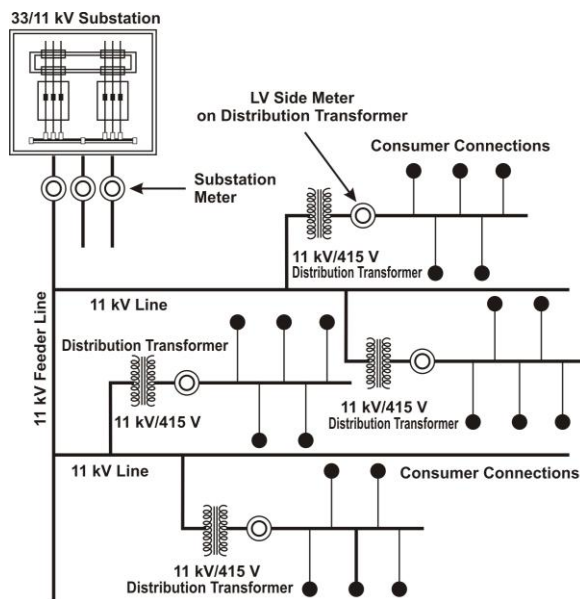 33/11 kV Substation
LV Side Meter
on Distribution Transformer
Consumer Connections
Substation
Meter
11 kV/415 V
Distribution Transformer
11 kV Line
11 kV Feeder Line
Distribution Transformer
11 kV/415 V
11 kV/415 V
Distribution Transformer
11 kV Line
Consumer Connections
11 kV/415 V
Distribution Transformer